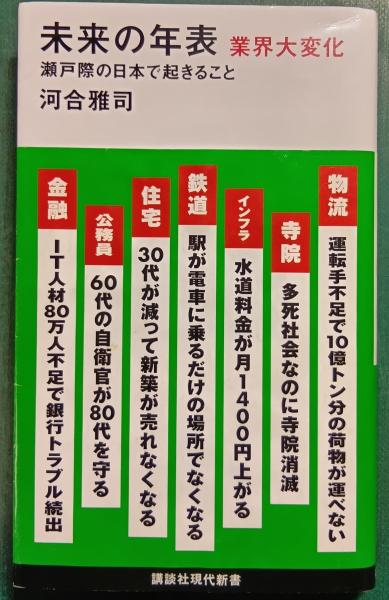 未来の年表 業界大変化
瀬戸際の日本で起きること
河合雅司
物流
運転手不足で10億トン分の荷物が運べない
寺院
多死社会なのに寺院消滅
インフラ
水道料金が月1400円上がる
鉄道
駅が電車に乗るだけの場所でなくなる
住宅
30代が減って新築が売れなくなる
公務員
60代の自衛官が80代を守る
金融
IT人材80万人不足で銀行トラブル続出
講談社現代新書